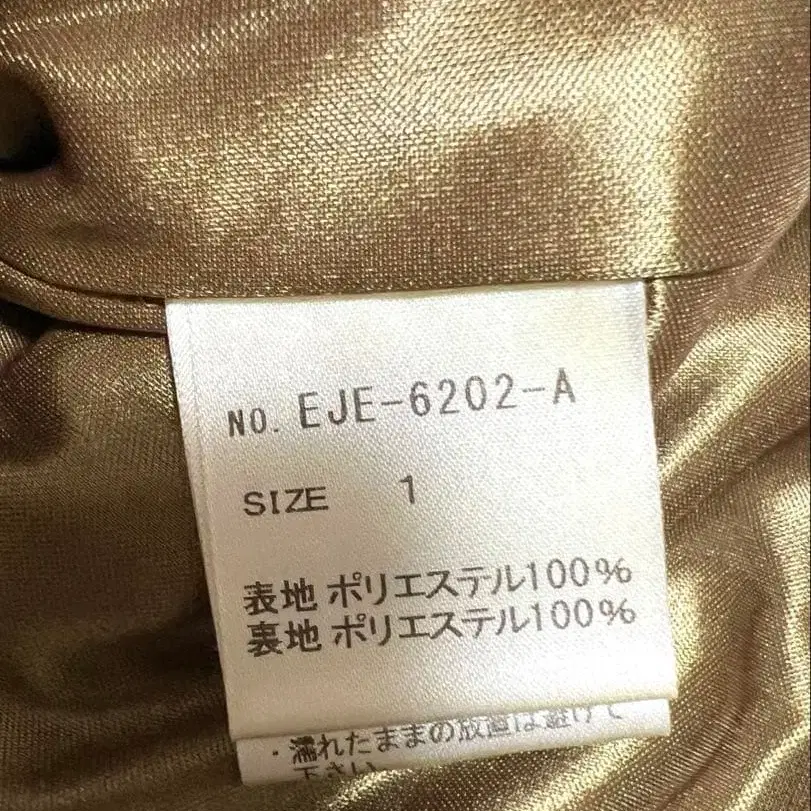 NO. EJE-6202-A
SIZE 1
表地 ポリエステル100%
裏地 ポリエステル100%
・濡れたままの放置は避けて
下さい